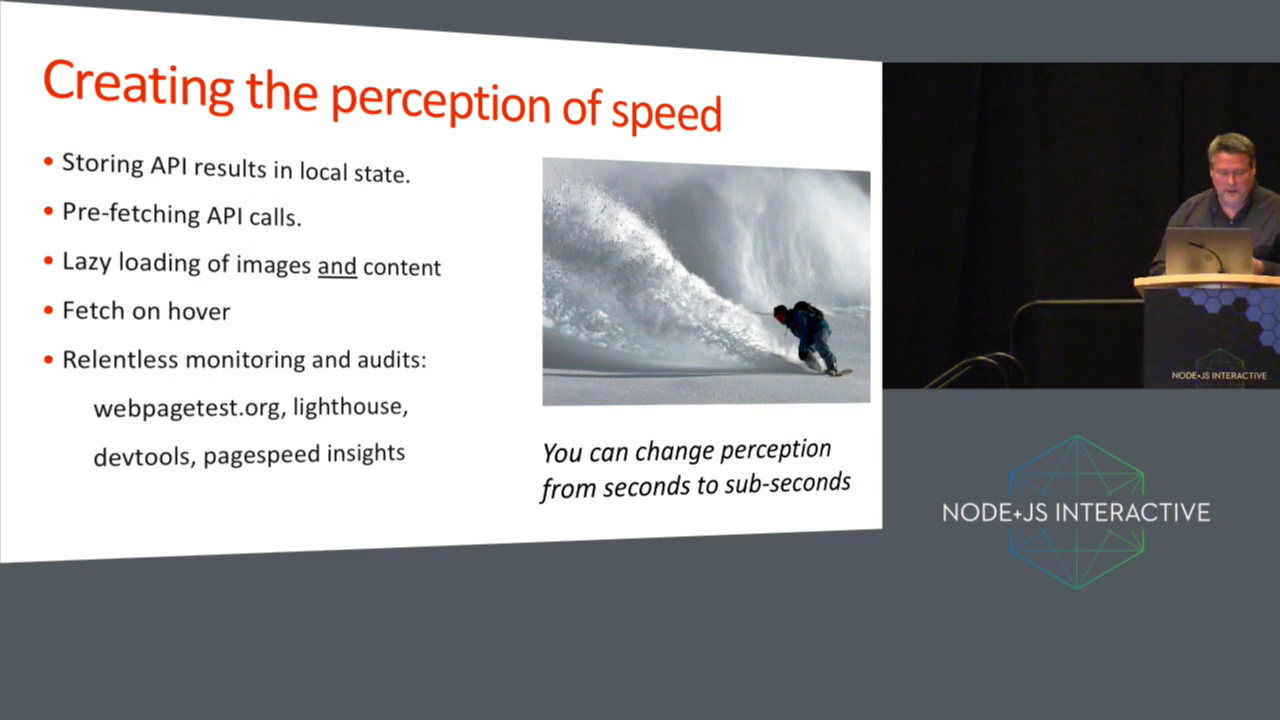 Creating the perception of speed
• Storing API results in local state.
• Pre-fetching API calls.
• Lazy loading of images and content
• Fetch on hover
• Relentless monitoring and audits:
webpagetest.org, lighthouse,
devtools, pagespeed insights
You can change perception
from seconds to sub-seconds
NODE+JS INTERACTIVE
NODE+JS INTERACTIVE